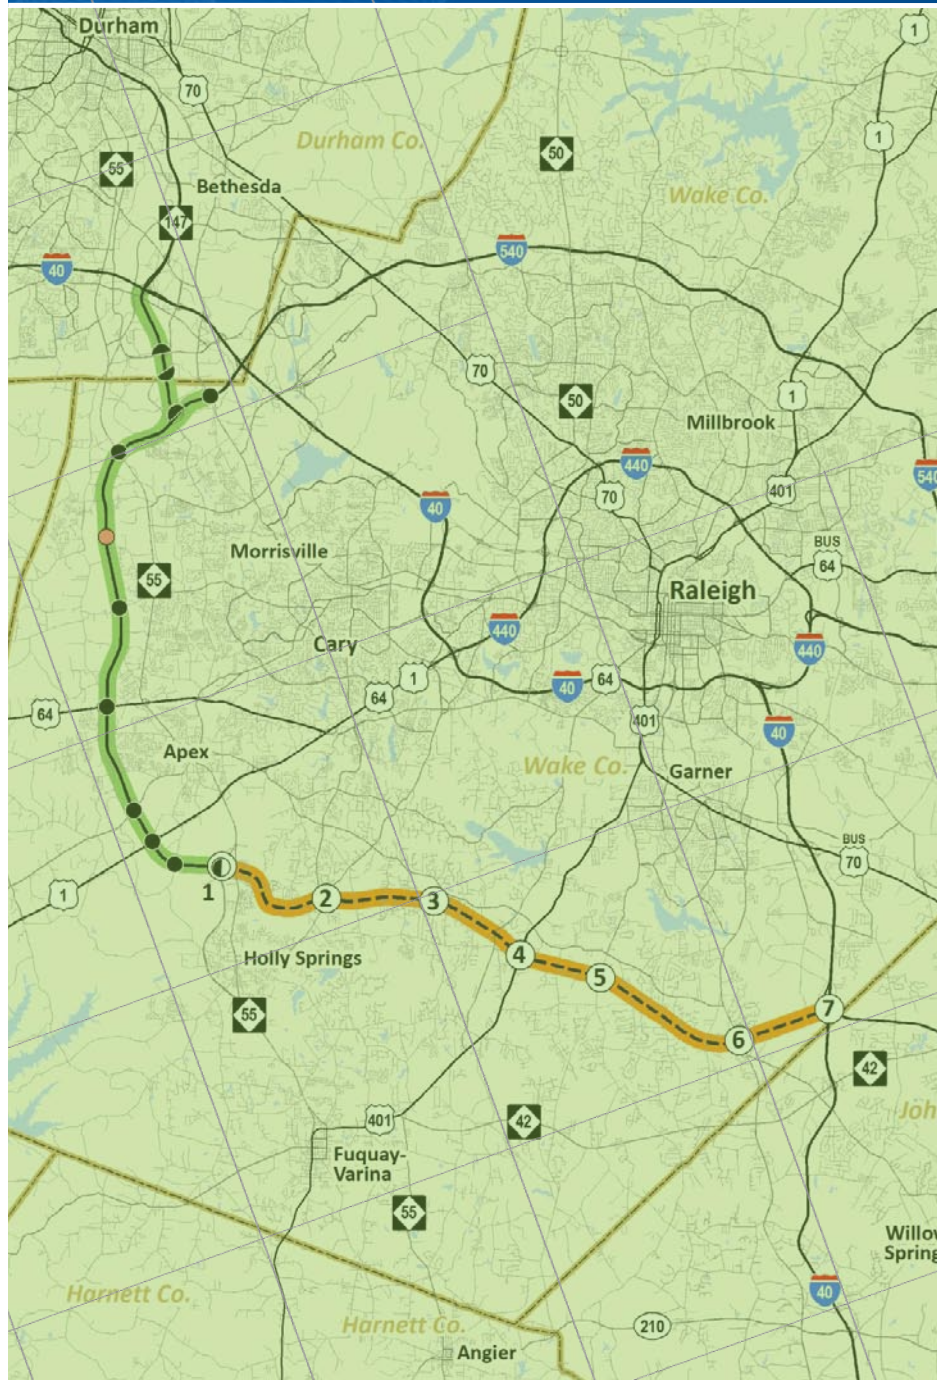 Durham
1
70
1
Durham Co.
50
55
Bethesda
Wake Co.
147
540
40
70
1
50
Millbrook
440
540
401
70
40
BUS
64
Morrisville
55
Raleigh
440
Cary
440
1
64
40
64
64
401
40
Apex
Wake Co.
Garner
BUS
70
1
1
2
3
4
5
6
7
Holly Springs
55
42
401
42
Joh
Fuquay-
Varina
55
Willow
Spring
40
Harnett Co.
Harnett Co.
210
Angier